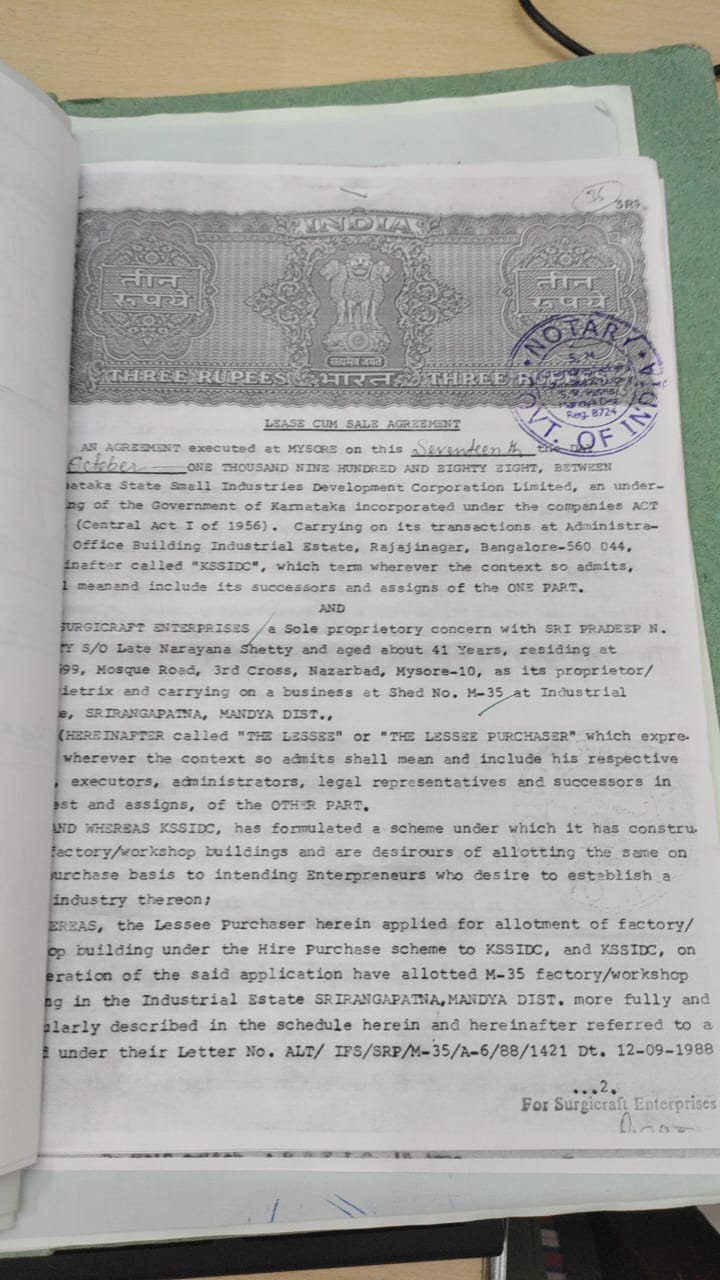 35
3RS.
INDIA
तीन
रुपये
तीन
रुपये
सत्यमेव जयते
THREE RUPEES भारत THREE
NOTARY
GOVT. OF INDIA
S.M.
Reg. 8724
LEASE CUM SALE AGREEMENT
AN AGREEMENT executed at MYSORE on this Seventeenth the DAY
October ONE THOUSAND NINE HUNDRED AND EIGHTY EIGHT, BETWEEN
ataka State Small Industries Development Corporation Limited, an under-
ng of the Government of Karnataka incorporated under the companies ACT
(Central Act I of 1956). Carrying on its transactions at Administra-
Office Building Industrial Estate, Rajajinagar, Bangalore-560 044,
inafter called "KSSIDC", which term wherever the context so admits,
l meanand include its successors and assigns of the ONE PART.
AND
SURGICRAFT ENTERPRISES a Sole proprietory concern with SRI PRADEEP N.
TY S/O Late Narayana Shetty and aged about 41 Years, residing at
99, Mosque Road, 3rd Cross, Nazarbad, Mysore-10, as its proprietor/
ietrix and carrying on a business at Shed No. M-35 at Industrial
e, SRIRANGAPATNA, MANDYA DIST.,
(HEREINAFTER called "THE LESSEE" or "THE LESSEE PURCHASER" which expre.
wherever the context so admits shall mean and include his respective
, executors, administrators, legal representatives and successors in
est and assigns, of the OTHER PART.
AND WHEREAS KSSIDC, has formulated a scheme under which it has constru.
factory/workshop buildings and are desirours of allotting the same on
urchase basis to intending Enterpreneurs who desire to establish a
industry thereon;
EREAS, the Lessee Purchaser herein applied for allotment of factory/
op building under the Hire Purchase scheme to KSSIDC, and KSSIDC, on
eration of the said application have allotted M-35 factory/workshop
ng in the Industrial Estate SRIRANGAPATNA,MANDYA DIST. more fully and
ularly described in the schedule herein and hereinafter referred to a
under their Letter No. ALT/ IFS/SRP/M-35/A-6/88/1421 Dt. 12-09-1988
...2.
For Surgicraft Enterprises